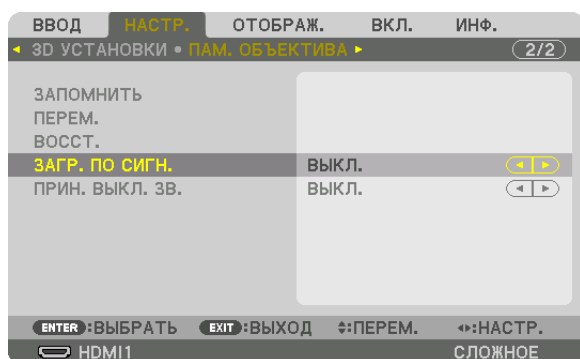 ВВОД НАСТР. ОТОБРАЖ. ВКЛ. ИНФ.
3D УСТАНОВКИ • ПАМ. ОБЪЕКТИВА 2/2
ЗАПОМНИТЬ
ПЕРЕМ.
ВОССТ.
ЗАГР. ПО СИГН. ВЫКЛ.
ПРИН. ВЫКЛ. ЗВ. ВЫКЛ.
ENTER:ВЫБРАТЬ EXIT:ВЫХОД :ПЕРЕМ. :НАСТР.
HDMI1 СЛОЖНОЕ